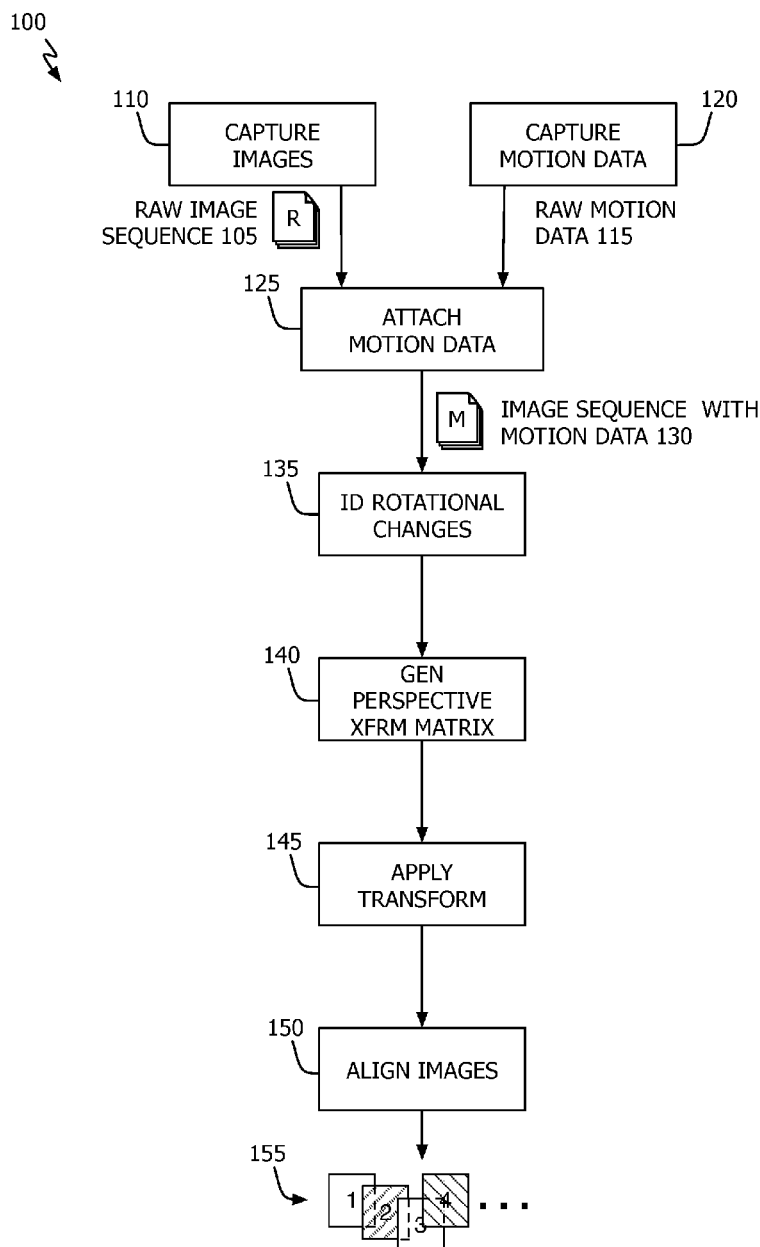 100
110
CAPTURE
IMAGES
CAPTURE
MOTION DATA
120
RAW IMAGE
SEQUENCE 105
R
RAW MOTION
DATA 115
125
ATTACH
MOTION DATA
M
IMAGE SEQUENCE WITH
MOTION DATA 130
135
ID ROTATIONAL
CHANGES
140
GEN
PERSPECTIVE
XFRM MATRIX
145
APPLY
TRANSFORM
150
ALIGN IMAGES
155
1
2
3
4
...